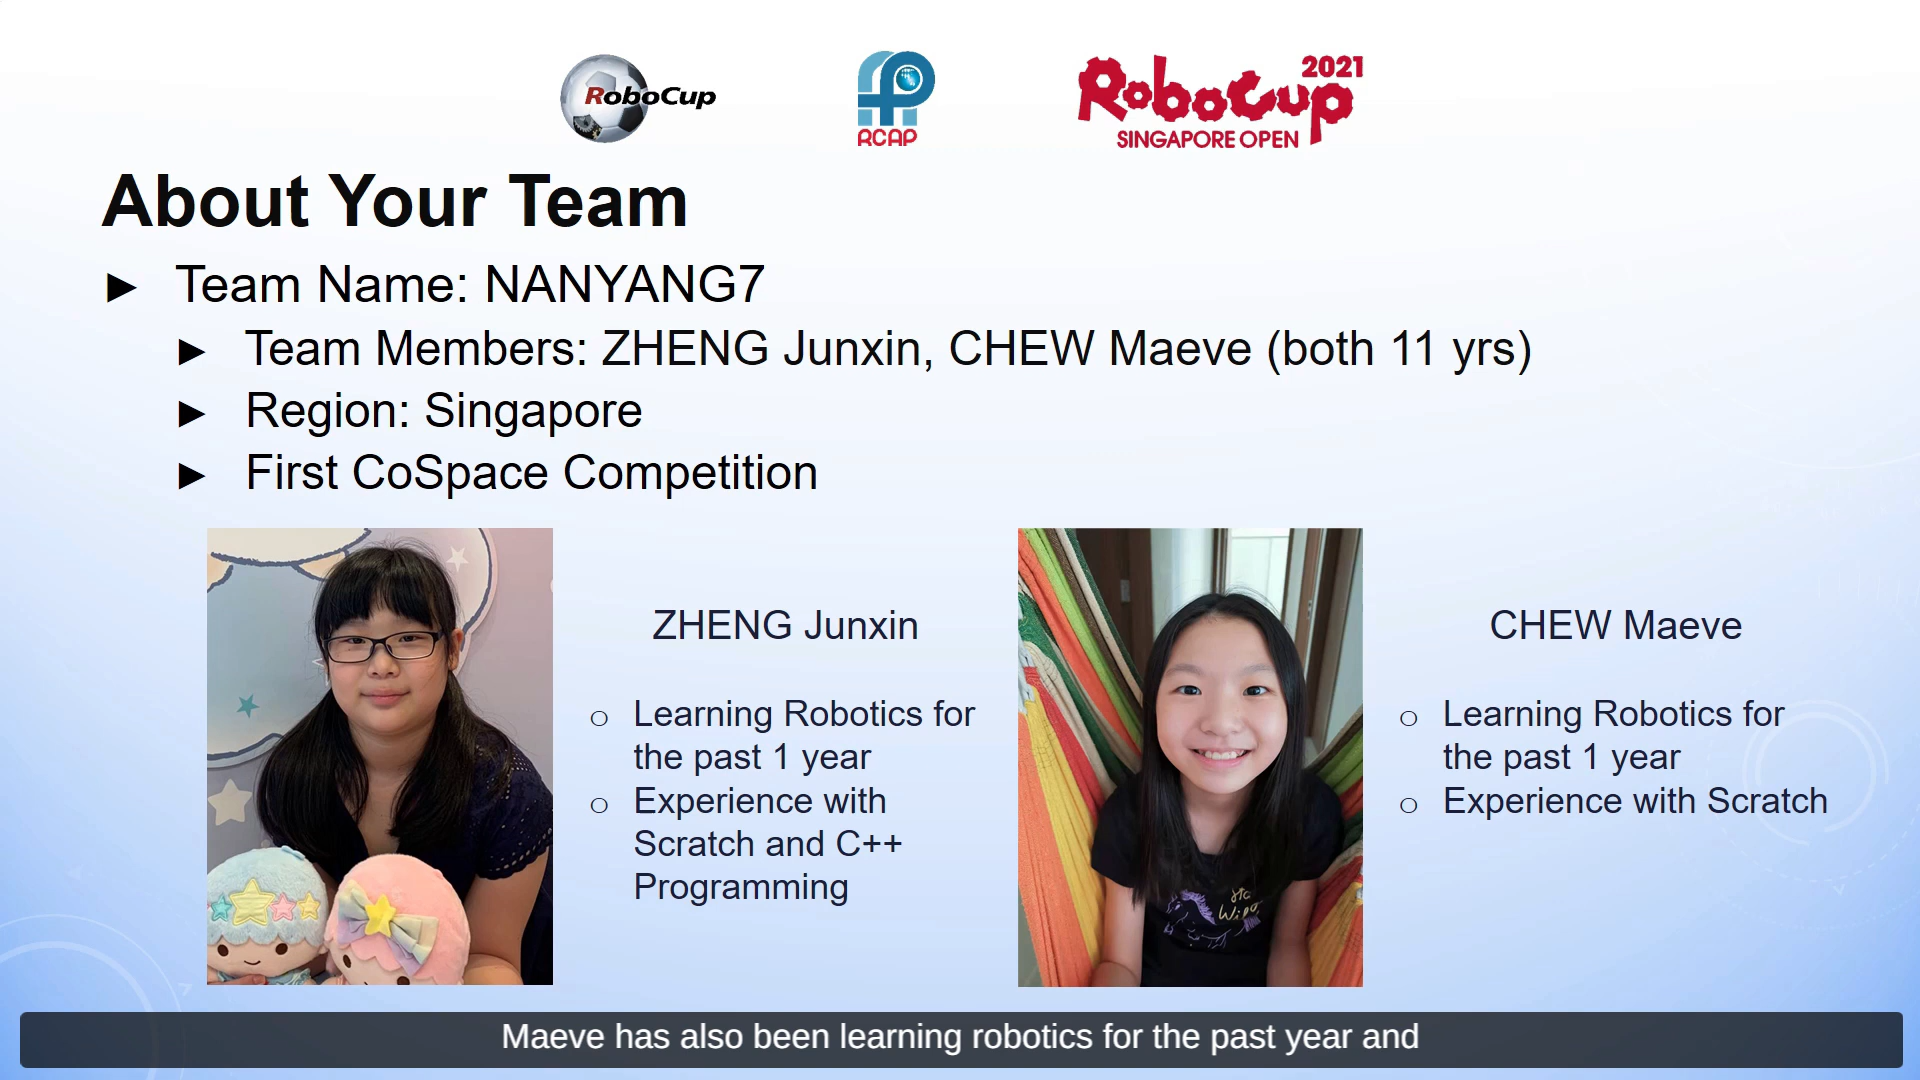 RoboCup
RCAP
RoboCup 2021
SINGAPORE OPEN
About Your Team
► Team Name: NANYANG7
► Team Members: ZHENG Junxin, CHEW Maeve (both 11 yrs)
► Region: Singapore
► First CoSpace Competition
ZHENG Junxin
○ Learning Robotics for
the past 1 year
○ Experience with
Scratch and C++
Programming
CHEW Maeve
○ Learning Robotics for
the past 1 year
○ Experience with Scratch
Maeve has also been learning robotics for the past year and